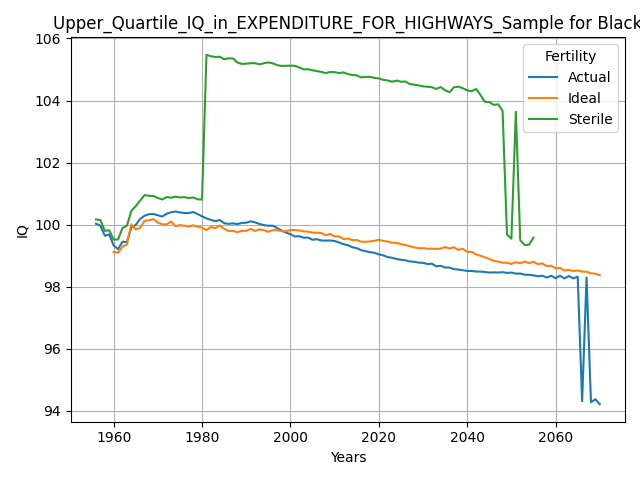 Upper_Quartile_IQ_in_EXPENDITURE_FOR_HIGHWAYS_Sample for Black
106
104
102
100
98
96
94
IQ
Fertility
Actual
Ideal
Sterile
1960 1980 2000 2020 2040 2060
Years